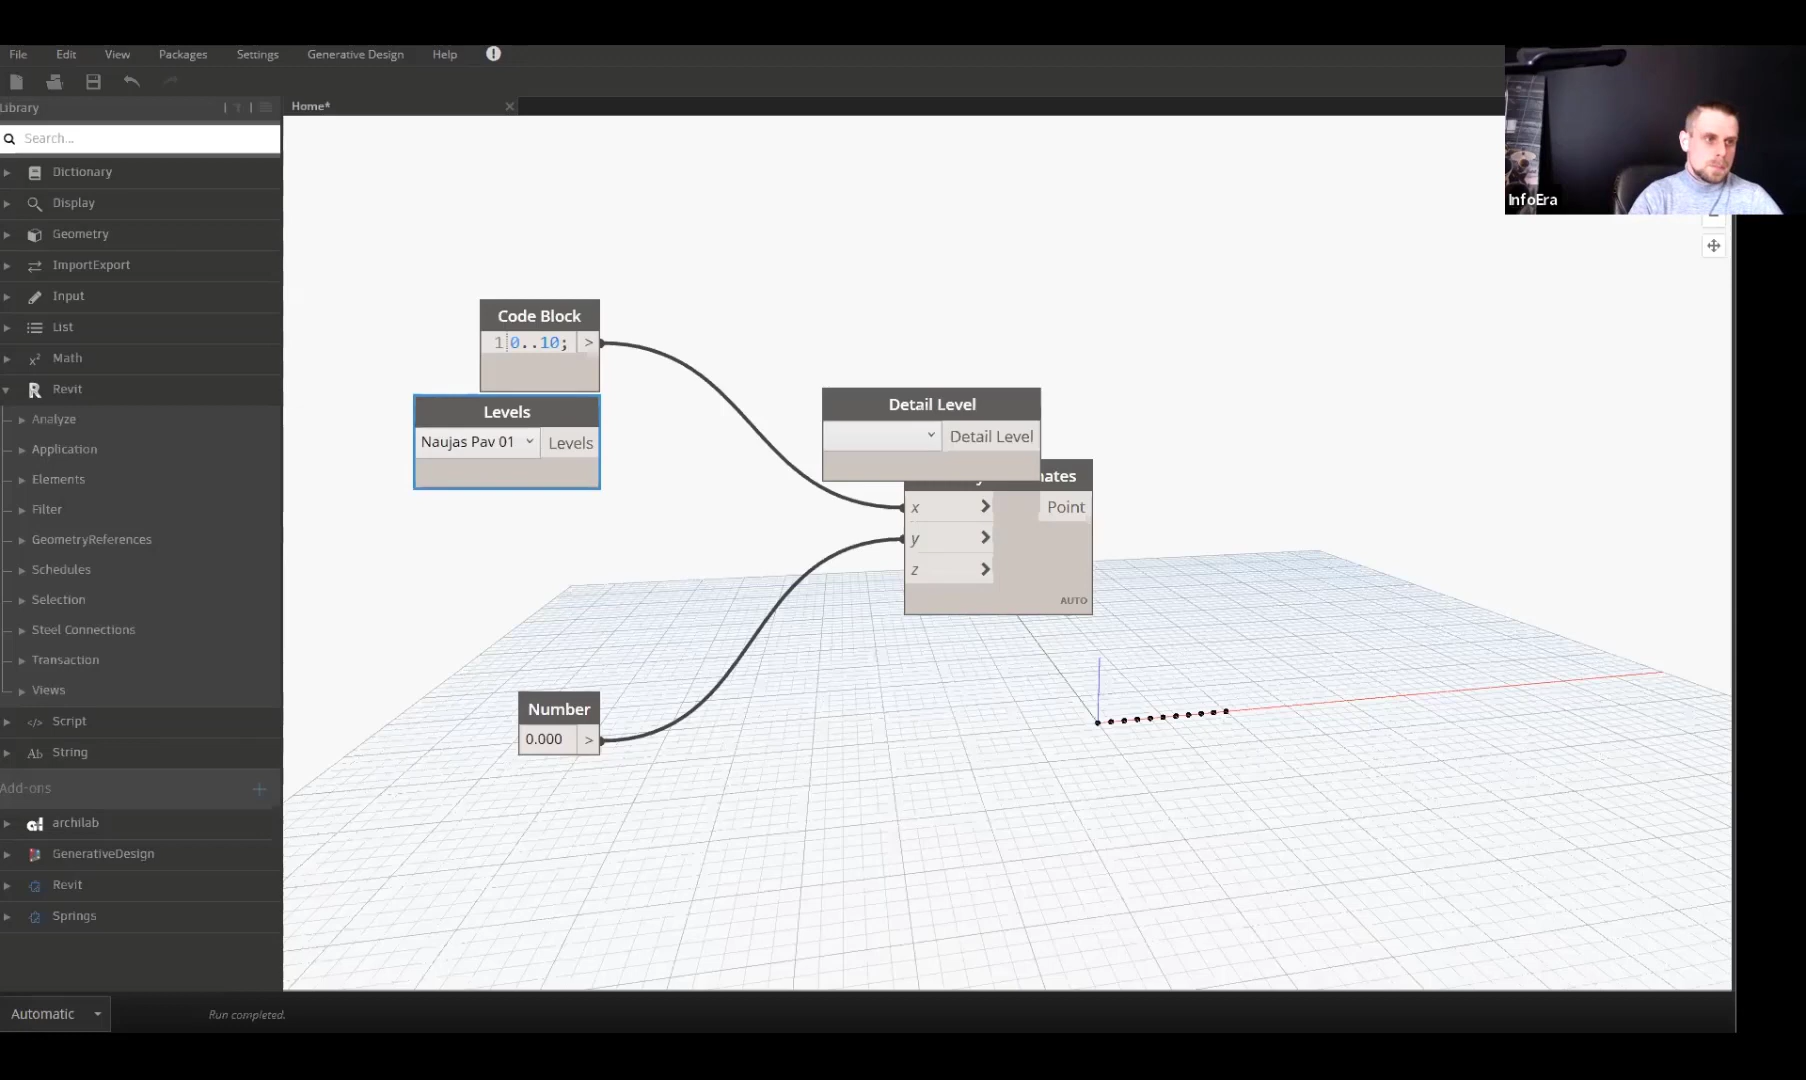 File Edit View Packages Settings Generative Design Help
Library
Home*
Search...
Dictionary
Display
Geometry
ImportExport
Input
List
Math
Revit
Analyze
Application
Elements
Filter
GeometryReferences
Schedules
Selection
Steel Connections
Transaction
Views
Script
String
Add-ons
archilab
GenerativeDesign
Revit
Springs
Automatic
Run completed.
Code Block
1 0..10; >
Levels
Naujas Pav 01 Levels
Detail Level
Detail Level
x Point
y
z
AUTO
Number
0.000 >
InfoEra